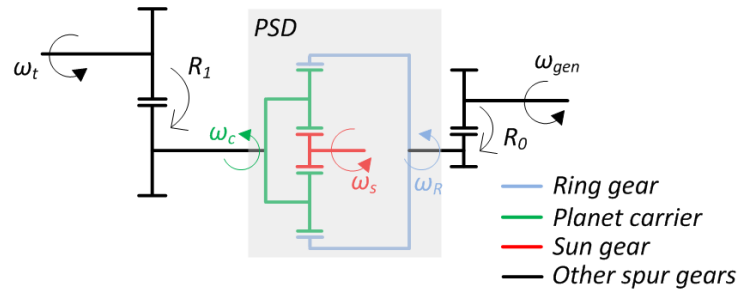 PSD
ω_t
R_1
ω_c
ω_s
ω_R
ω_gen
R_0
Ring gear
Planet carrier
Sun gear
Other spur gears